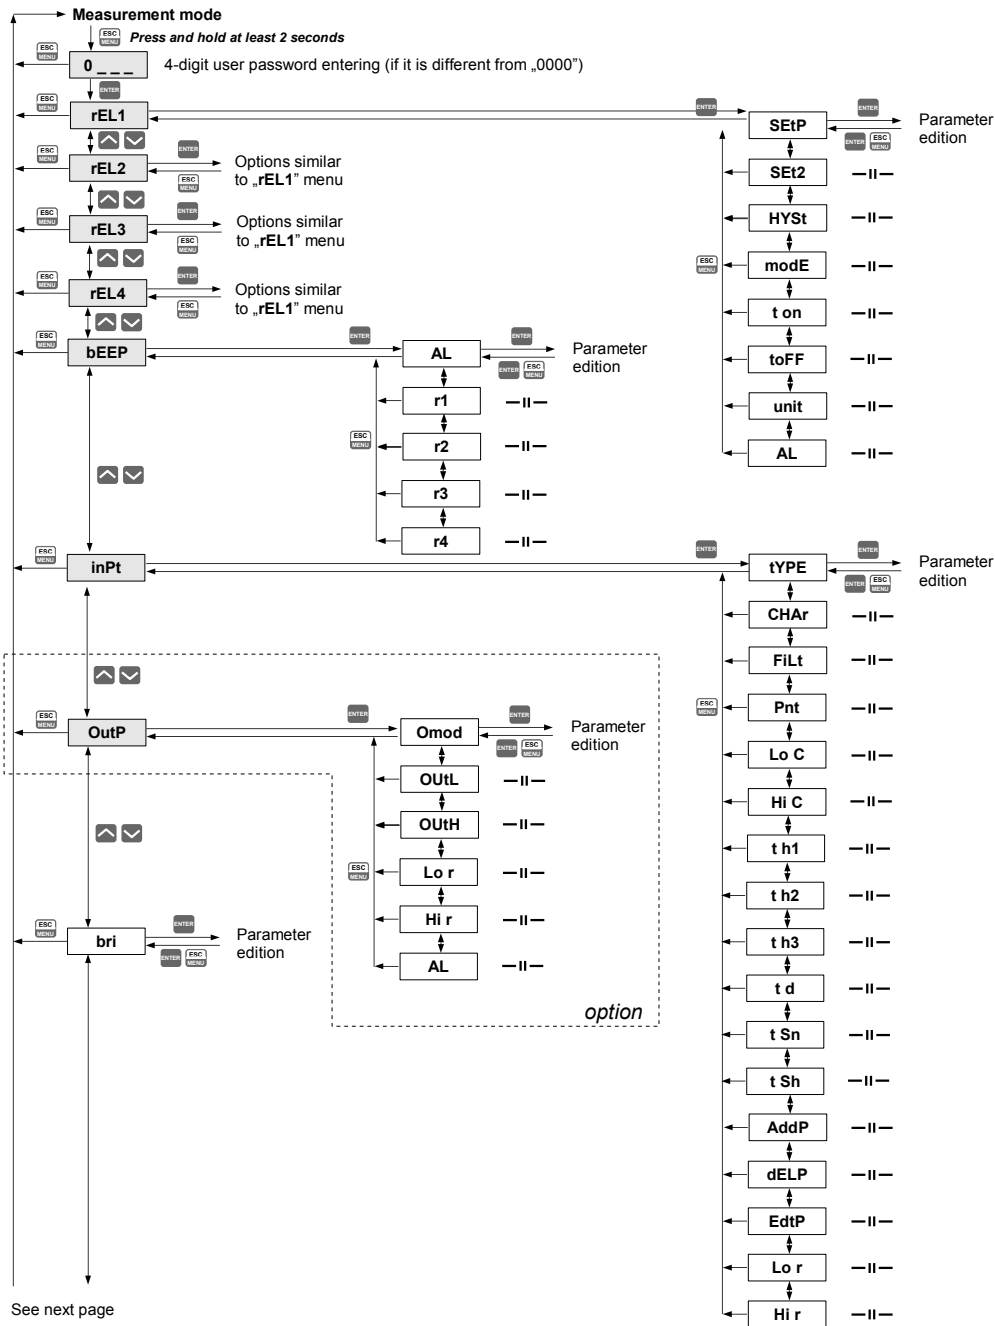 Measurement mode
ESC
MENU
Press and hold at least 2 seconds
ESC
MENU
0 _ _ _
4-digit user password entering (if it is different from „0000”)
ENTER
ESC
MENU
rEL1
ENTER
SEtP
ENTER
ENTER
ESC
MENU
Parameter
edition
ESC
MENU
rEL2
ENTER
ESC
MENU
Options similar
to „rEL1” menu
SEt2
—II—
ESC
MENU
rEL3
ENTER
ESC
MENU
Options similar
to „rEL1” menu
HYSt
—II—
ESC
MENU
modE
—II—
ESC
MENU
rEL4
ENTER
ESC
MENU
Options similar
to „rEL1” menu
t on
—II—
ESC
MENU
bEEP
ENTER
AL
ENTER
ENTER
ESC
MENU
Parameter
edition
toFF
—II—
r1
—II—
unit
—II—
ESC
MENU
r2
—II—
AL
—II—
r3
—II—
r4
—II—
ESC
MENU
inPt
ENTER
tYPE
ENTER
ENTER
ESC
MENU
Parameter
edition
CHAr
—II—
FiLt
—II—
ESC
MENU
Pnt
—II—
ESC
MENU
OutP
ENTER
Omod
ENTER
ENTER
ESC
MENU
Parameter
edition
Lo C
—II—
OUtL
—II—
Hi C
—II—
OUtH
—II—
t h1
—II—
ESC
MENU
Lo r
—II—
t h2
—II—
Hi r
—II—
ESC
MENU
bri
ENTER
ENTER
ESC
MENU
Parameter
edition
t h3
—II—
AL
—II—
t d
—II—
option
t Sn
—II—
t Sh
—II—
AddP
—II—
dELP
—II—
EdtP
—II—
Lo r
—II—
Hi r
—II—
See next page